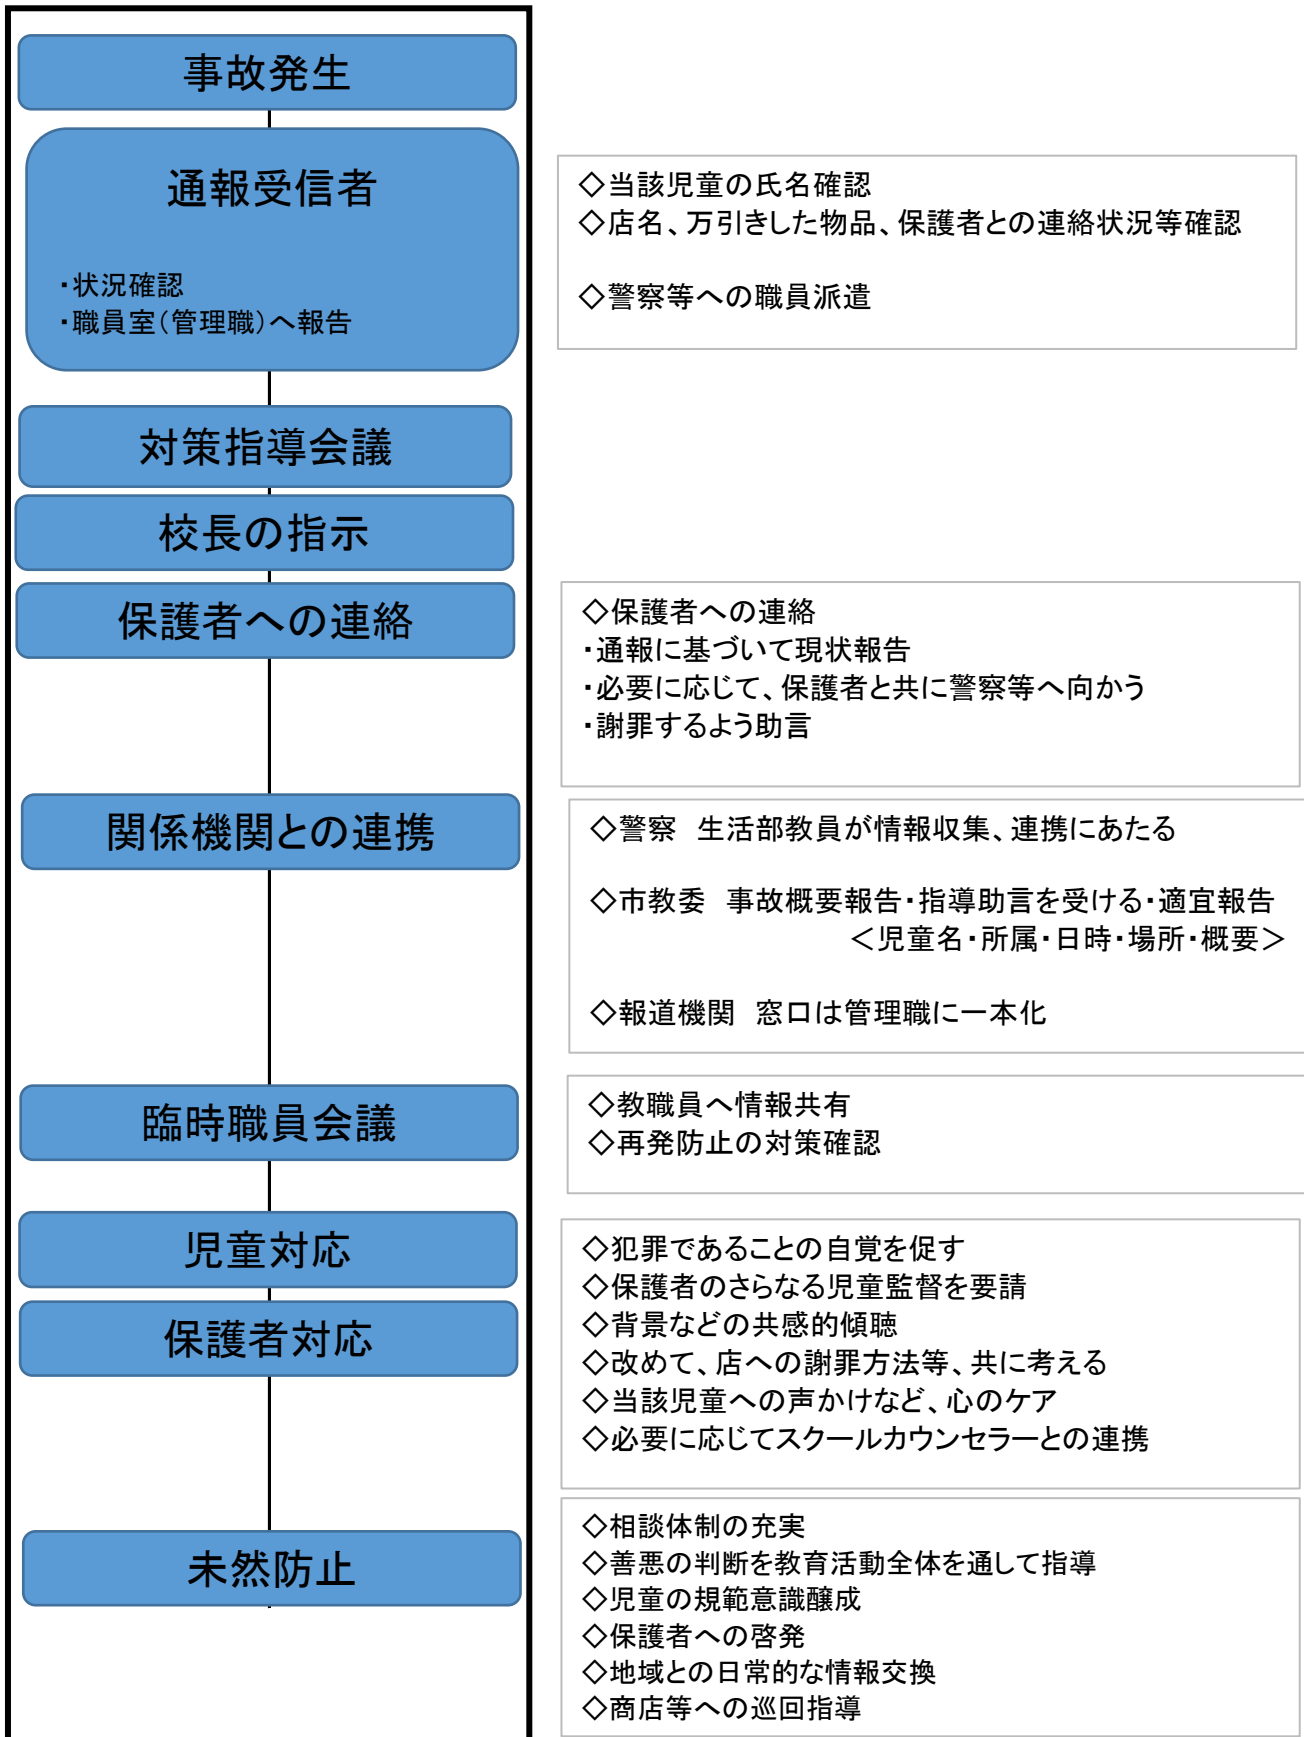 事故発生
通報受信者
・状況確認
・職員室(管理職)へ報告
◇当該児童の氏名確認
◇店名、万引きした物品、保護者との連絡状況等確認
◇警察等への職員派遣
対策指導会議
校長の指示
保護者への連絡
◇保護者への連絡
・通報に基づいて現状報告
・必要に応じて、保護者と共に警察等へ向かう
・謝罪するよう助言
関係機関との連携
◇警察　生活部教員が情報収集、連携にあたる
◇市教委　事故概要報告・指導助言を受ける・適宜報告
＜児童名・所属・日時・場所・概要＞
◇報道機関　窓口は管理職に一本化
臨時職員会議
◇教職員へ情報共有
◇再発防止の対策確認
児童対応
保護者対応
◇犯罪であることの自覚を促す
◇保護者のさらなる児童監督を要請
◇背景などの共感的傾聴
◇改めて、店への謝罪方法等、共に考える
◇当該児童への声かけなど、心のケア
◇必要に応じてスクールカウンセラーとの連携
未然防止
◇相談体制の充実
◇善悪の判断を教育活動全体を通して指導
◇児童の規範意識醸成
◇保護者への啓発
◇地域との日常的な情報交換
◇商店等への巡回指導